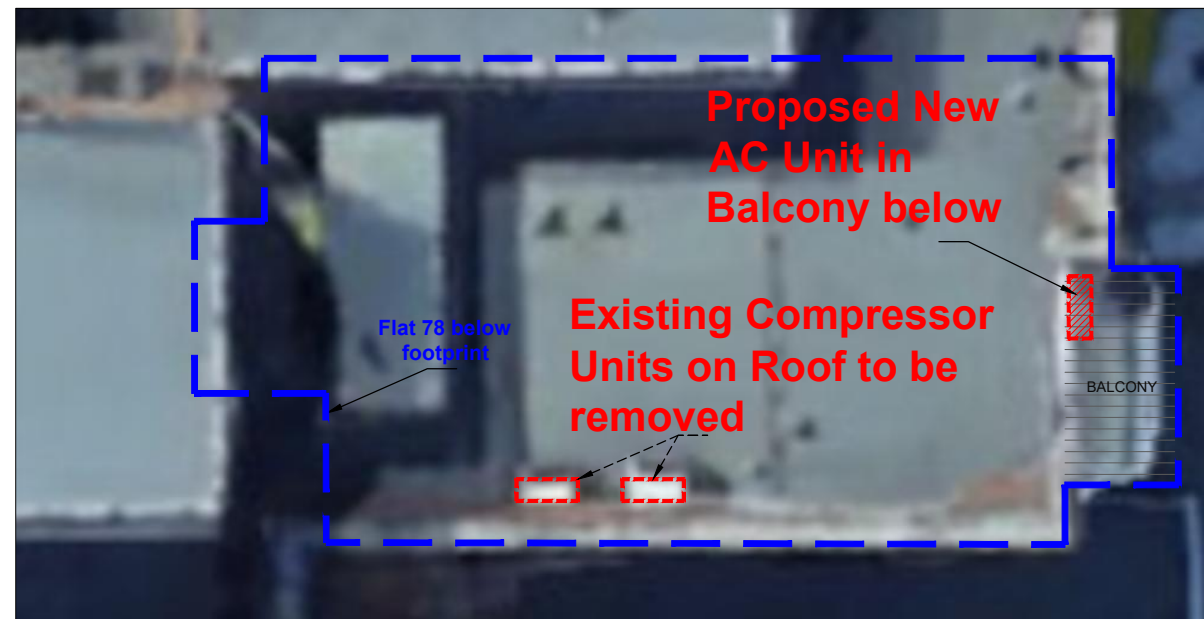 Proposed New
AC Unit in
Balcony below
Existing Compressor
Units on Roof to be
removed
Flat 78 below
footprint
BALCONY